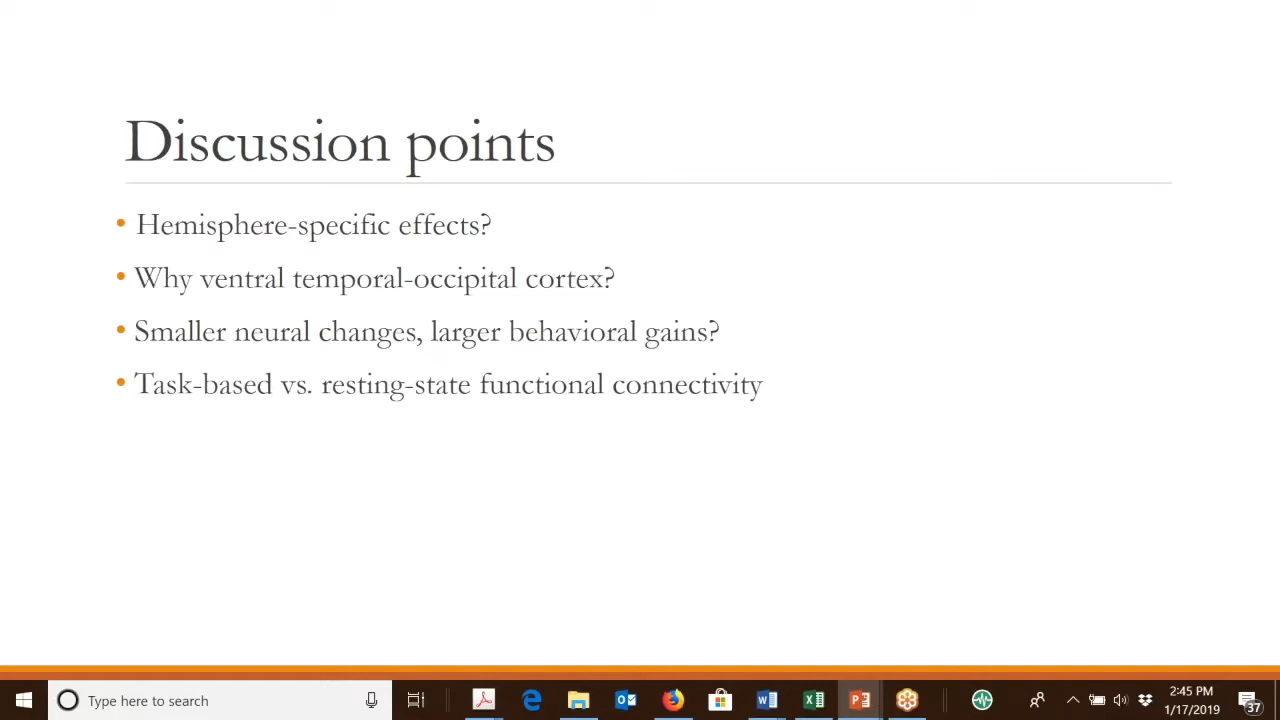 Discussion points
• Hemisphere-specific effects?
• Why ventral temporal-occipital cortex?
• Smaller neural changes, larger behavioral gains?
• Task-based vs. resting-state functional connectivity
Type here to search
2:45 PM
1/17/2019
37